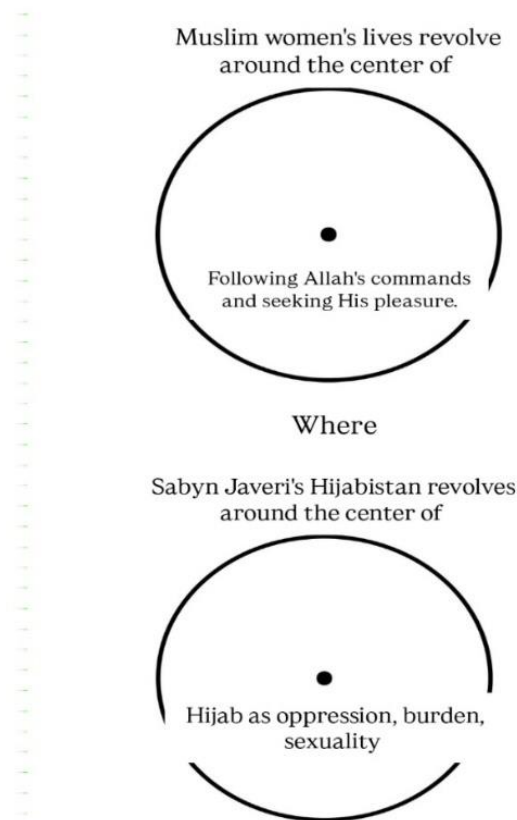 Muslim women's lives revolve
around the center of
Following Allah's commands
and seeking His pleasure.
Where
Sabyn Javeri's Hijabistan revolves
around the center of
Hijab as oppression, burden,
sexuality